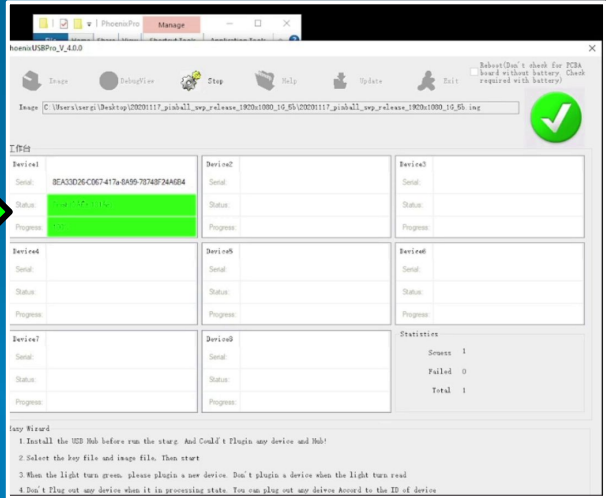 PhoenixPro
Manage
hoenixUSBPro_V_4.0.0
Image
DebugView
Stop
Help
Update
Exit
Reboot(Don't check for PCBA
board without battery. Check
required with battery)
Image
C:\Users\sergi\Desktop\20201117_pinball_swp_release_1920x1080_1G_5b\20201117_pinball_swp_release_1920x1080_1G_5b.img
工作台
Device1
Serial: 8EA33D26-C067-417a-8A99-78748F24A6B4
Status:
Progress:
Device2
Serial:
Status:
Progress:
Device3
Serial:
Status:
Progress:
Device4
Serial:
Status:
Progress:
Device5
Serial:
Status:
Progress:
Device6
Serial:
Status:
Progress:
Device7
Serial:
Status:
Progress:
Device8
Serial:
Status:
Progress:
Statistics
Scuess 1
Failed 0
Total 1
Easy Wizard
1.Install the USB Hub before run the starg. And Could't Plugin any device and Hub!
2.Select the key file and image file, Then start
3.When the light turn green, please plugin a new device. Don't plugin a device when the light turn read
4.Don't Plug out any device when it in processing state. You can plug out any deivce Accord to the ID of device